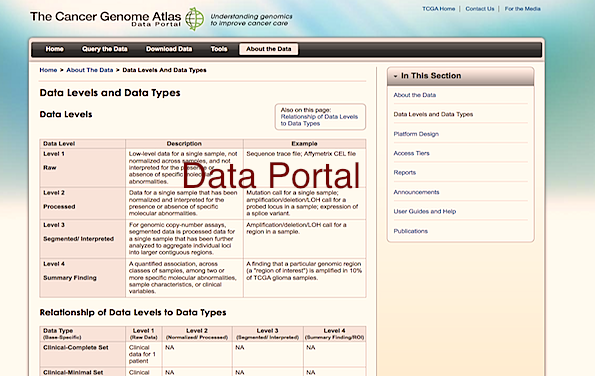 The Cancer Genome Atlas
Data Portal
Understanding genomics
to improve cancer care
TCGA Home | Contact Us | For the Media
Home Query the Data Download Data Tools About the Data
Home > About The Data > Data Levels And Data Types
Data Levels and Data Types
Data Levels
Also on this page:
Relationship of Data Levels
to Data Types
Data Level Description Example
Level 1
Raw
Low-level data for a single sample, not
normalized across samples, and not
interpreted for the presence or
absence of specific molecular
abnormalities.
Sequence trace file; Affymetrix CEL file
Level 2
Processed
Data for a single sample that has been
normalized and interpreted for the
presence or absence of specific
molecular abnormalities.
Mutation call for a single sample;
amplification/deletion/LOH call for a
probed locus in a sample; expression of
a splice variant.
Level 3
Segmented/ Interpreted
For genomic copy-number assays,
segmented data is processed data for
a single sample that has been further
analyzed to aggregate individual loci
into larger contiguous regions.
Amplification/deletion/LOH call for a
region in a sample.
Level 4
Summary Finding
A quantified association, across
classes of samples, among two or
more specific molecular abnormalities,
sample characteristics, or clinical
variables.
A finding that a particular genomic region
(a "region of interest") is amplified in 10%
of TCGA glioma samples.
Data Portal
Relationship of Data Levels to Data Types
Data Type Level 1 Level 2 Level 3 Level 4
(Base-Specific) (Raw Data) (Normalized/ Processed) (Segmented/ Interpreted) (Summary Finding/ROI)
Clinical-Complete Set Clinical NA NA NA
data for 1
patient
Clinical-Minimal Set Clinical NA NA NA
In This Section
About the Data
Data Levels and Data Types
Platform Design
Access Tiers
Reports
Announcements
User Guides and Help
Publications